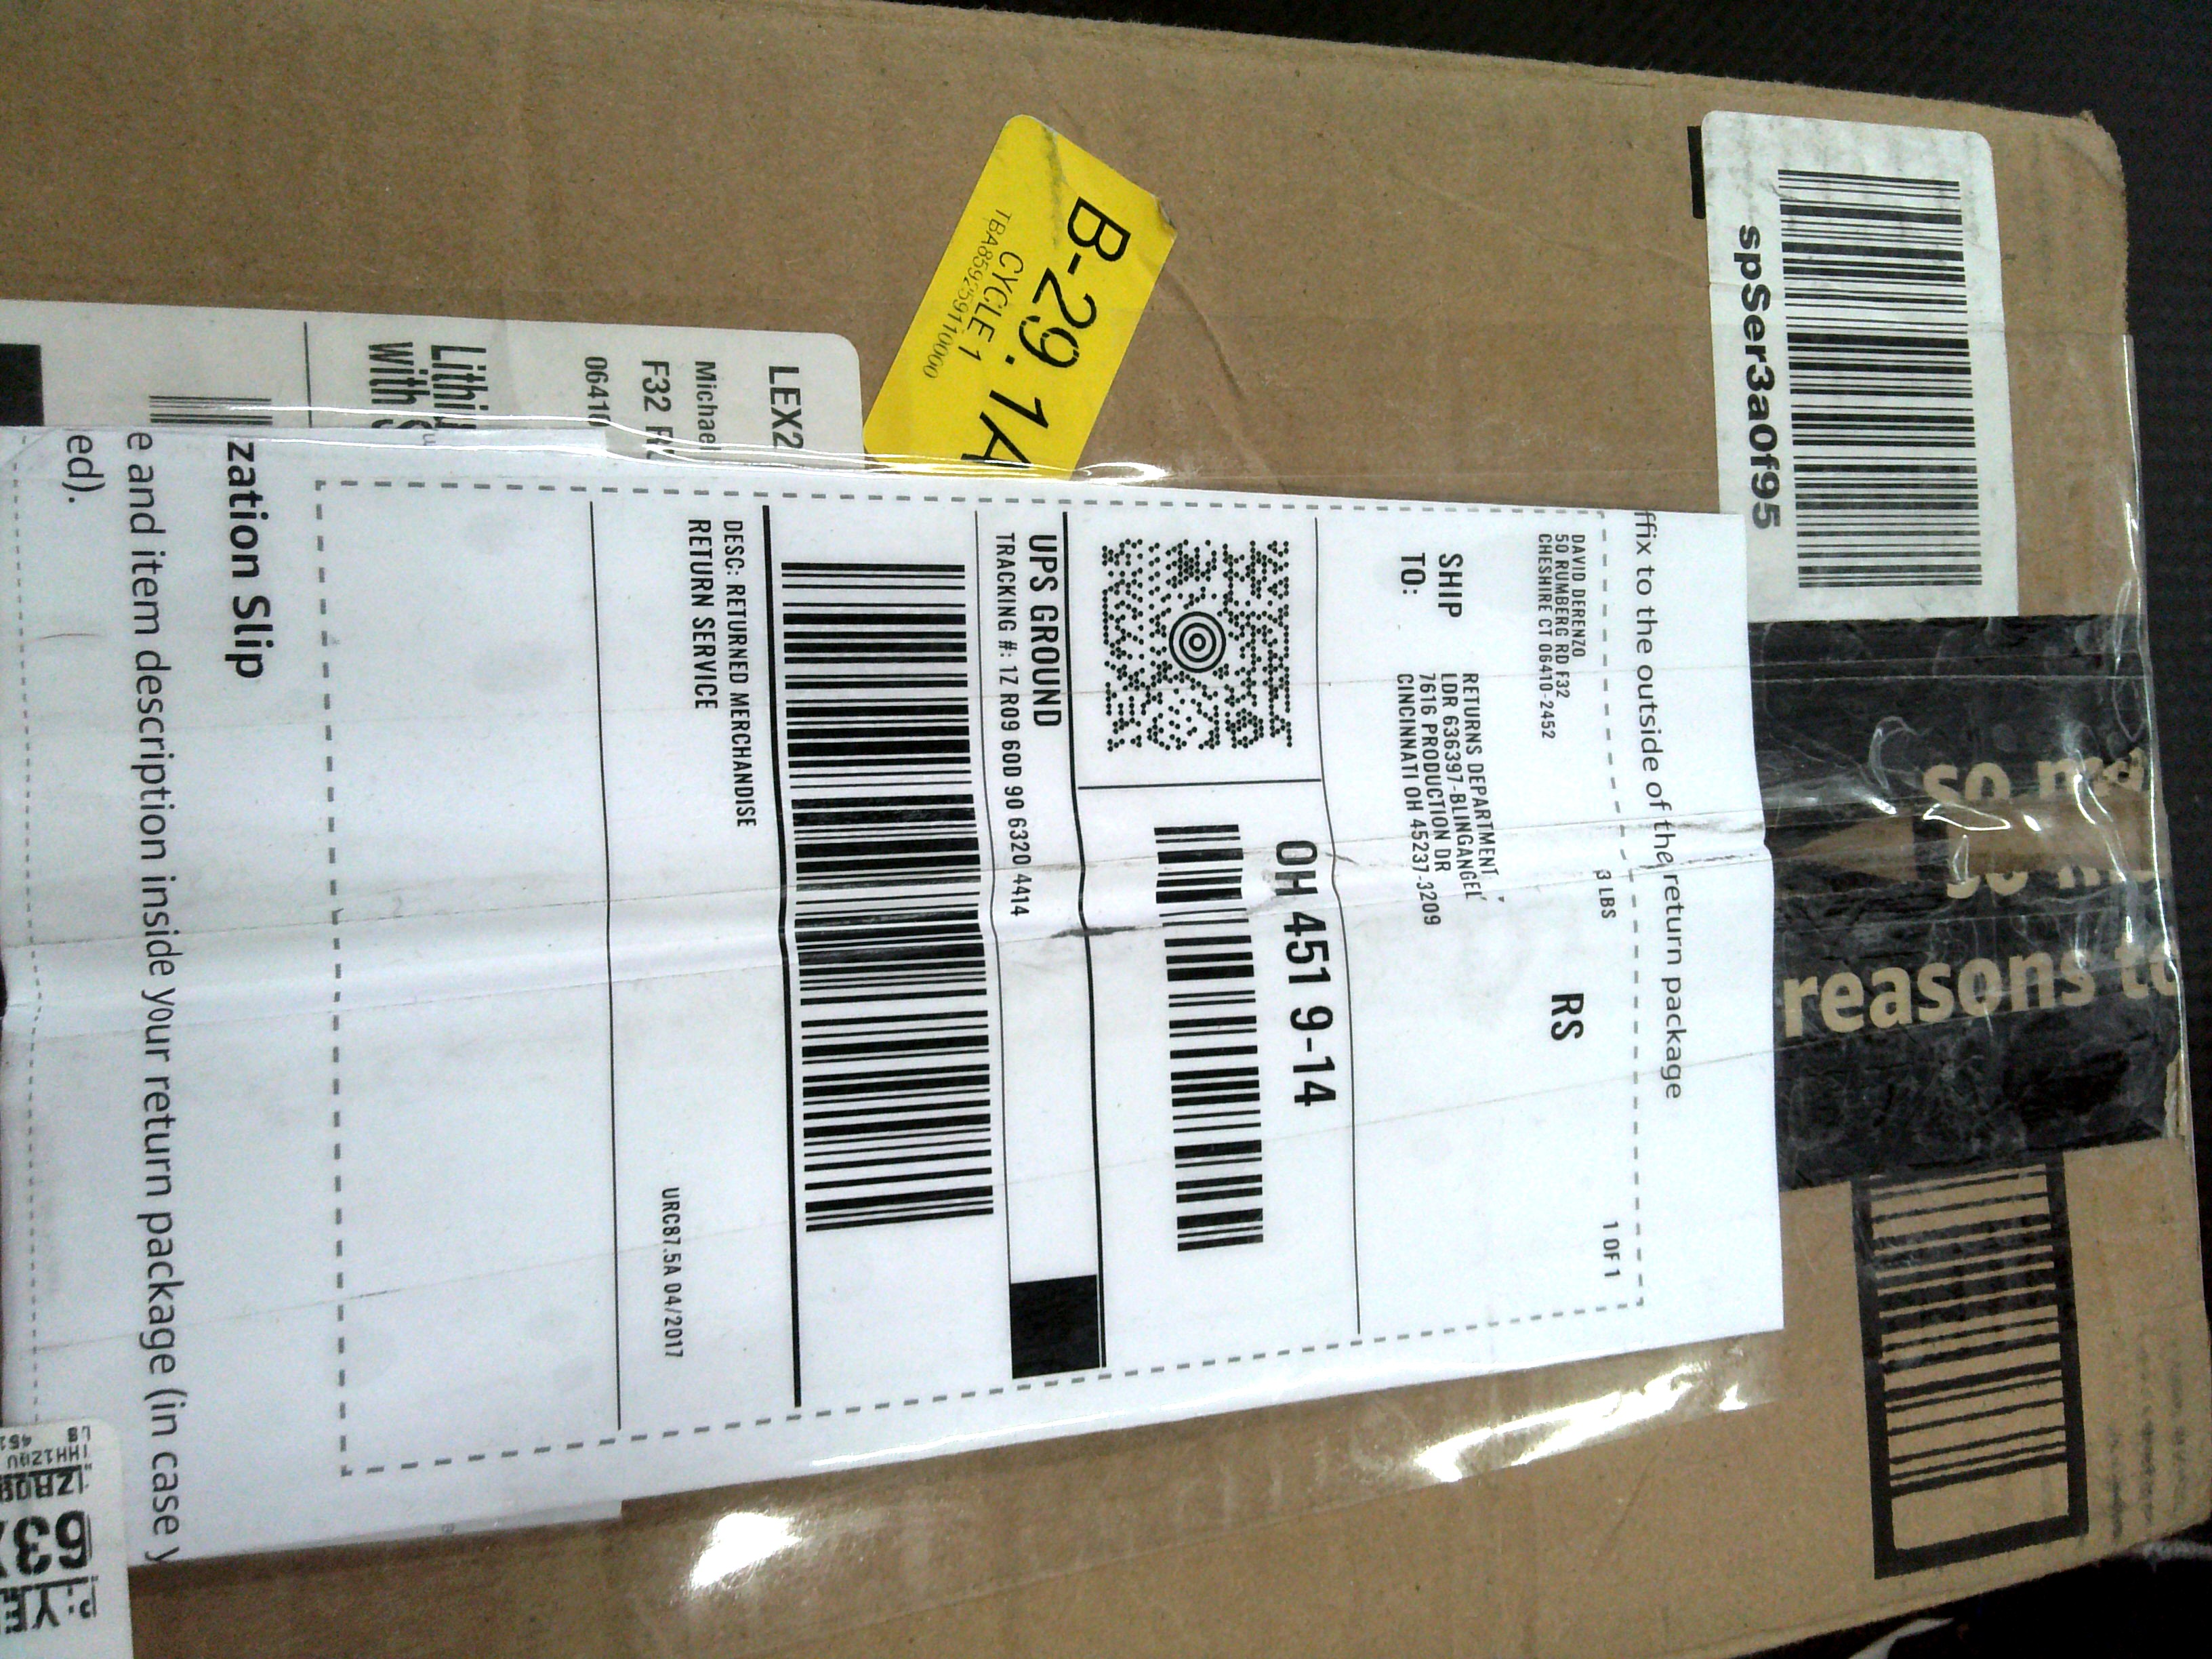 spSer3a0f95
B-29.1A
CYCLE 1
TBA859259110000
LEX2
Michael
F32
06410
with
so
reasons to
ffix to the outside of the return package
DAVID DERENZO
50 RUMBERG RD F32
CHESHIRE CT 06410-2452
3 LBS
1 OF 1
RS
SHIP
TO:
RETURNS DEPARTMENT
LDR 636397-BLINGANGEL
7616 PRODUCTION DR
CINCINNATI OH 45237-3209
OH 451 9-14
UPS GROUND
TRACKING #: 1Z R09 60D 90 6320 4414
DESC: RETURNED MERCHANDISE
RETURN SERVICE
URC87.5A 04/2017
zation Slip
e and item description inside your return package (in case y
ed).